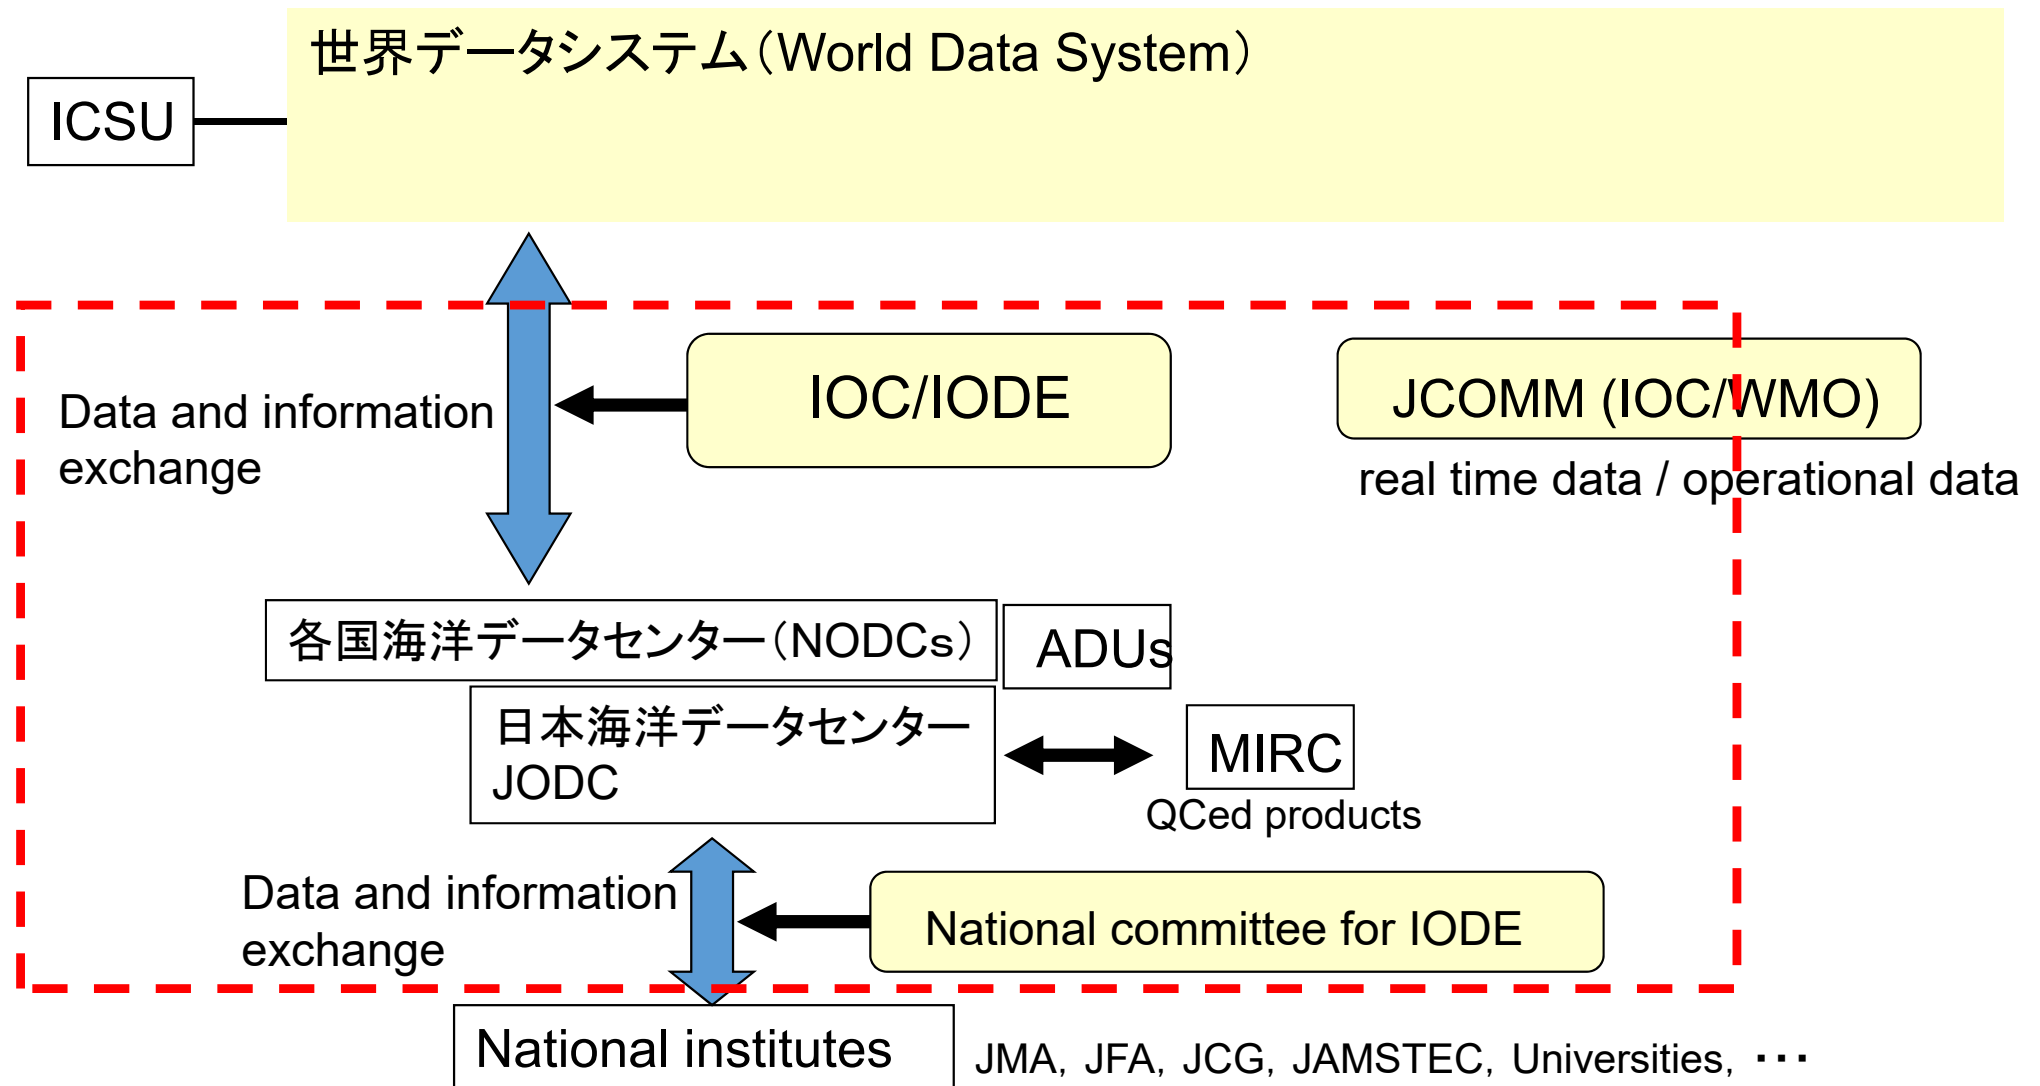 世界データシステム（World Data System）
ICSU
IOC/IODE
JCOMM (IOC/WMO)
Data and information
exchange
real time data / operational data
各国海洋データセンター（NODCｓ）
ADUs
日本海洋データセンター
JODC
MIRC
QCed products
Data and information
exchange
National committee for IODE
National institutes
JMA, JFA, JCG, JAMSTEC, Universities, ・・・